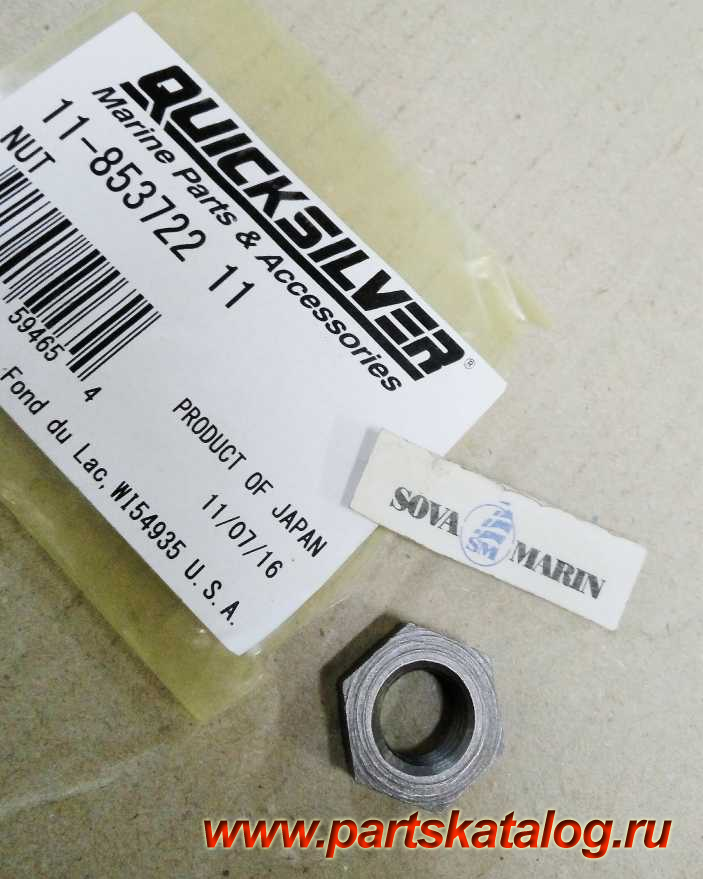 QUICKSILVER®
Marine Parts & Accessories
11-853722 11
NUT
59465 4
PRODUCT OF JAPAN
11/07/16
Fond du Lac, WI54935 U.S.A.
SOVA SM MARIN
www.partskatalog.ru